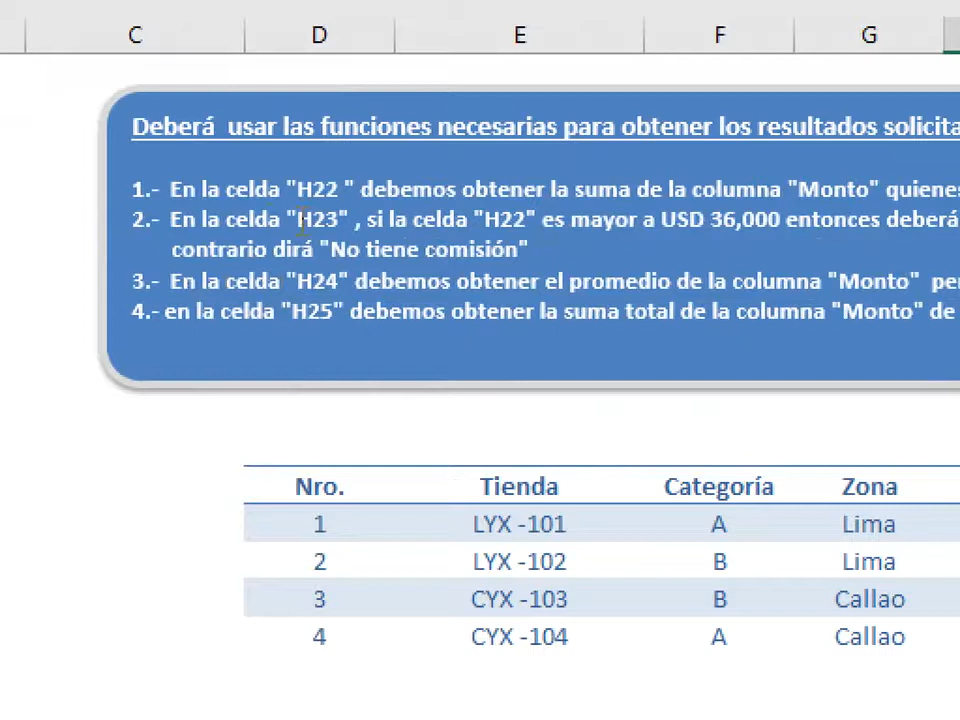 C D E F G
Deberá usar las funciones necesarias para obtener los resultados
1.- En la celda "H22 " debemos obtener la suma de la columna "Monto"
2.- En la celda "H23" , si la celda "H22" es mayor a USD 36,000 entonces deberá
contrario dirá "No tiene comisión"
3.- En la celda "H24" debemos obtener el promedio de la columna "Monto"
4.- en la celda "H25" debemos obtener la suma total de la columna "Monto" de
Nro. Tienda Categoría Zona
1 LYX -101 A Lima
2 LYX -102 B Lima
3 CYX -103 B Callao
4 CYX -104 A Callao